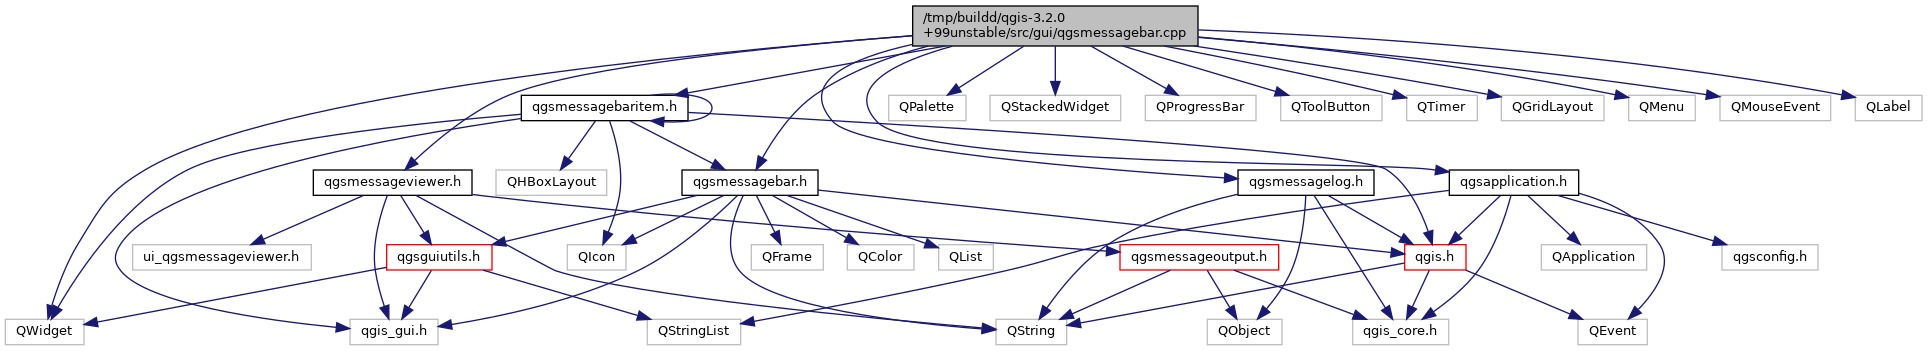 /tmp/buildd/qgis-3.2.0
+99unstable/src/gui/qgsmessagebar.cpp
qgsmessagebaritem.h
QPalette
QStackedWidget
QProgressBar
QToolButton
QTimer
QGridLayout
QMenu
QMouseEvent
QLabel
qgsmessageviewer.h
QHBoxLayout
qgsmessagebar.h
qgsmessagelog.h
qgsapplication.h
ui_qgsmessageviewer.h
qgsguiutils.h
QIcon
QFrame
QColor
QList
qgsmessageoutput.h
qgis.h
QApplication
qgsconfig.h
QWidget
qgis_gui.h
QStringList
QString
QObject
qgis_core.h
QEvent